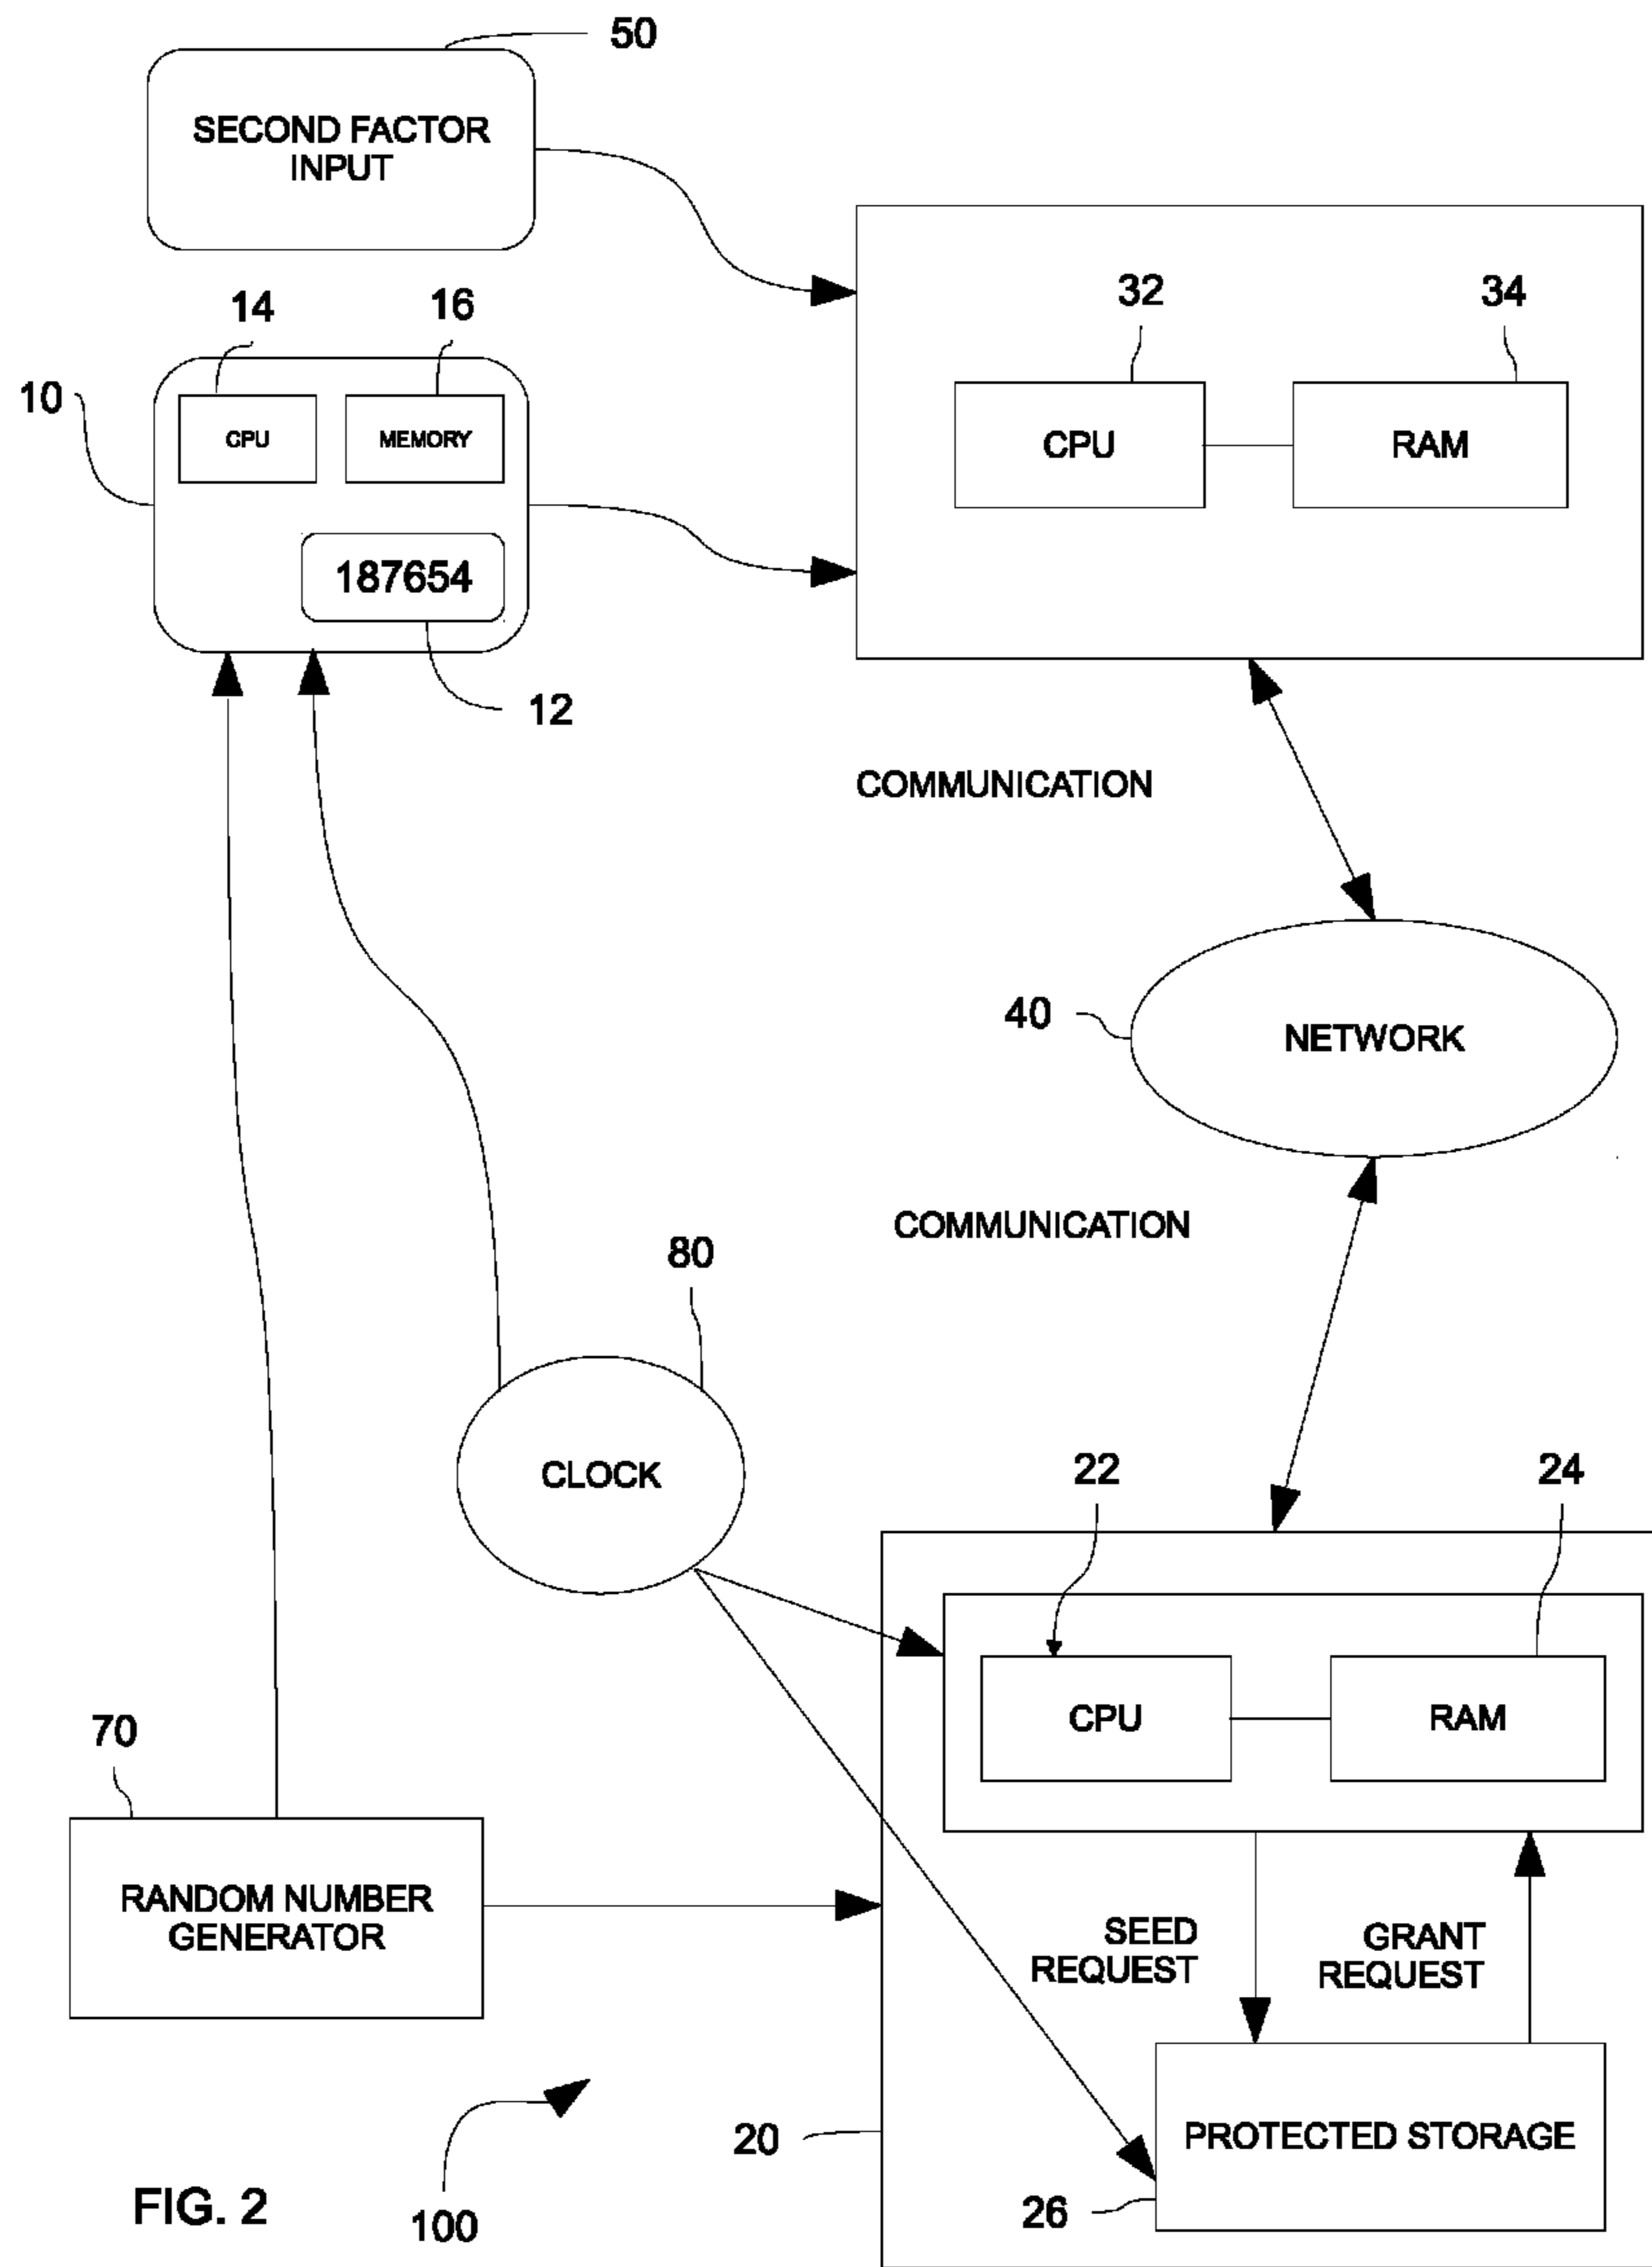 50
SECOND FACTOR
INPUT
14
16
32
34
10
CPU
MEMORY
CPU
RAM
187654
12
COMMUNICATION
40
NETWORK
COMMUNICATION
80
CLOCK
22
24
CPU
RAM
70
RANDOM NUMBER
GENERATOR
SEED
REQUEST
GRANT
REQUEST
20
PROTECTED STORAGE
26
FIG. 2
100